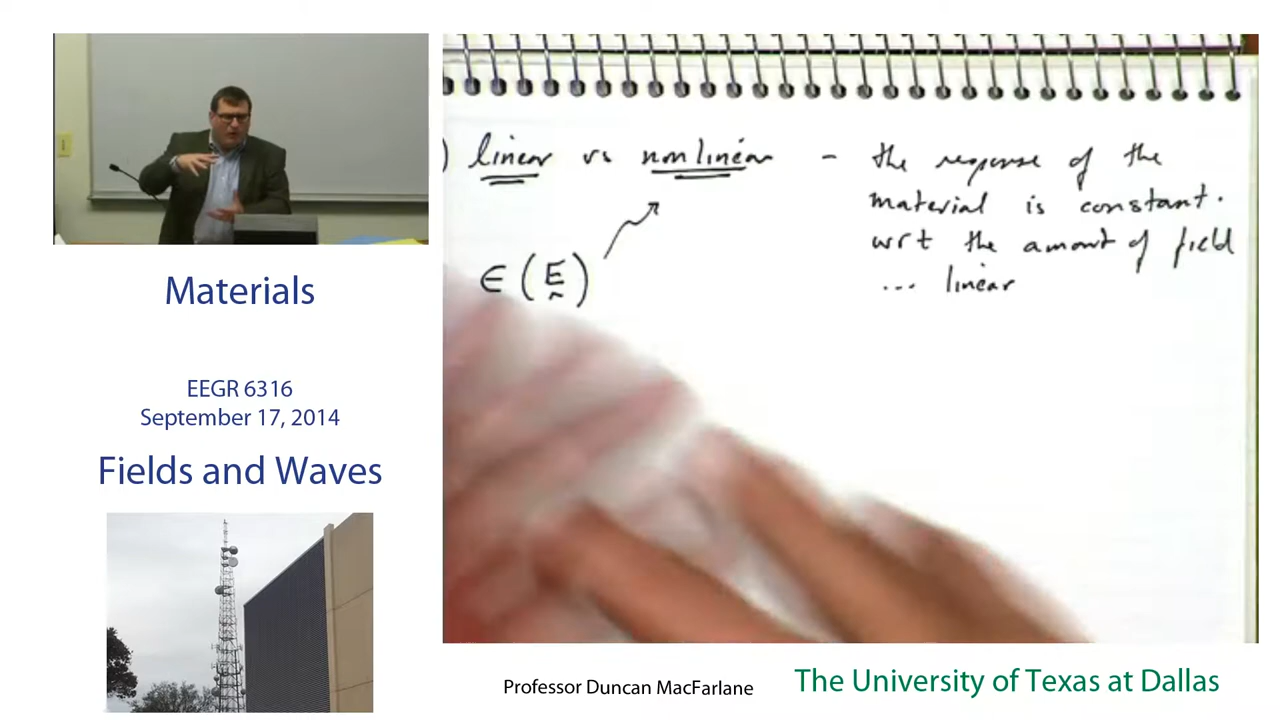 ) linear vs nonlinear - the response of the
material is constant.
wrt the amount of field
... linear
∈ (E)
Materials
EEGR 6316
September 17, 2014
Fields and Waves
Professor Duncan MacFarlane
The University of Texas at Dallas